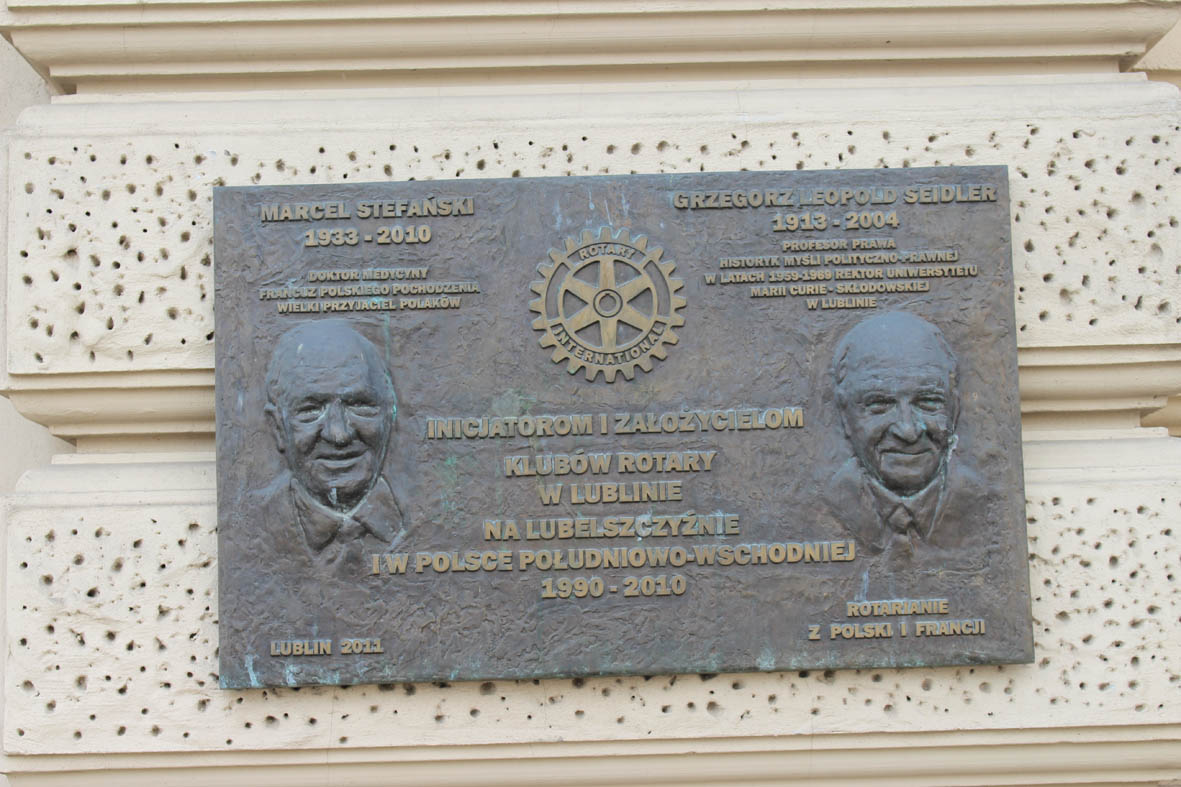 MARCEL STEFAŃSKI
1933 - 2010
DOKTOR MEDYCYNY
FRANCUZ POLSKIEGO POCHODZENIA
WIELKI PRZYJACIEL POLAKÓW
ROTARY
INTERNATIONAL
GRZEGORZ LEOPOLD SEIDLER
1913 - 2004
PROFESOR PRAWA
HISTORYK MYŚLI POLITYCZNO-PRAWNEJ
W LATACH 1959-1969 REKTOR UNIWERSYTETU
MARII CURIE - SKŁODOWSKIEJ
W LUBLINIE
INICJATOROM I ZAŁOŻYCIELOM
KLUBÓW ROTARY
W LUBLINIE
NA LUBELSZCZYŹNIE
I W POLSCE POŁUDNIOWO-WSCHODNIEJ
1990 - 2010
LUBLIN 2011
ROTARIANIE
Z POLSKI I FRANCJI